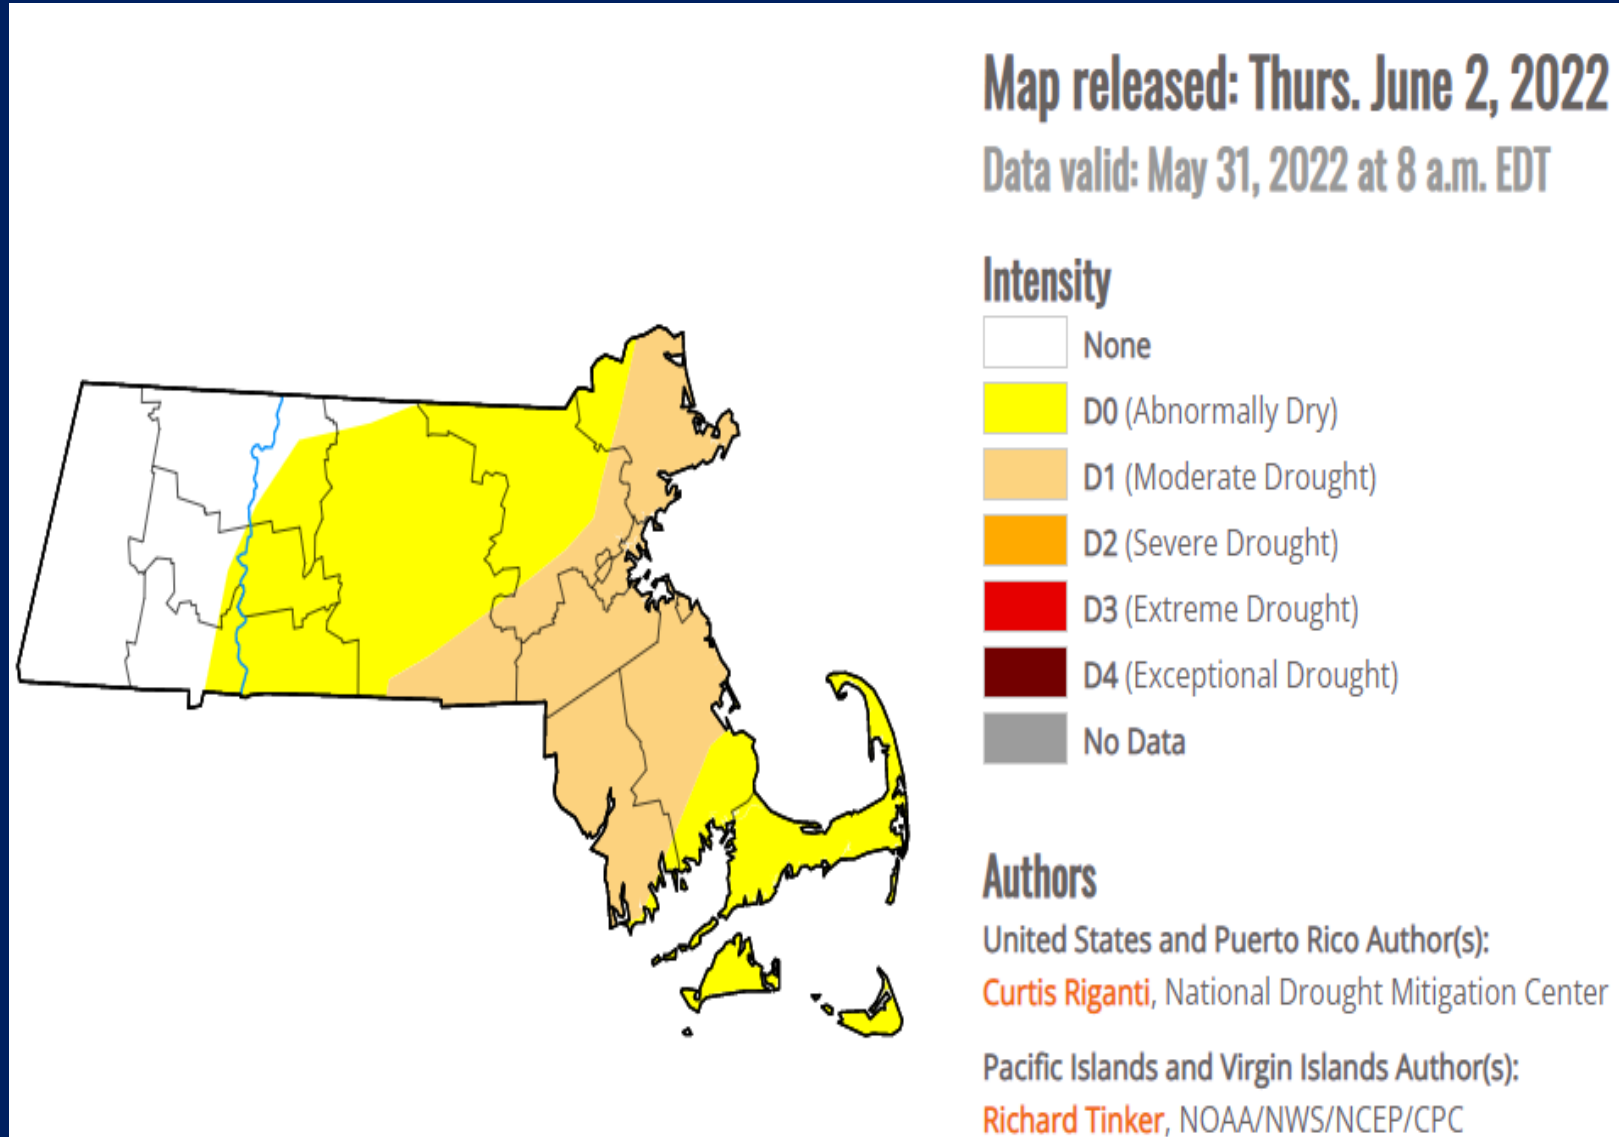 Map released: Thurs. June 2, 2022
Data valid: May 31, 2022 at 8 a.m. EDT
Intensity
None
D0 (Abnormally Dry)
D1 (Moderate Drought)
D2 (Severe Drought)
D3 (Extreme Drought)
D4 (Exceptional Drought)
No Data
Authors
United States and Puerto Rico Author(s):
Curtis Riganti, National Drought Mitigation Center
Pacific Islands and Virgin Islands Author(s):
Richard Tinker, NOAA/NWS/NCEP/CPC